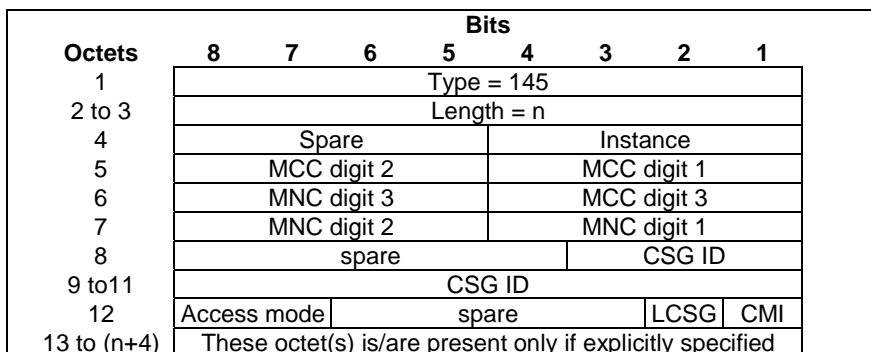 Bits
Octets 8 7 6 5 4 3 2 1
1 Type = 145
2 to 3 Length = n
4 Spare Instance
5 MCC digit 2 MCC digit 1
6 MNC digit 3 MCC digit 3
7 MNC digit 2 MNC digit 1
8 spare CSG ID
9 to11 CSG ID
12 Access mode spare LCSG CMI
13 to (n+4) These octet(s) is/are present only if explicitly specified